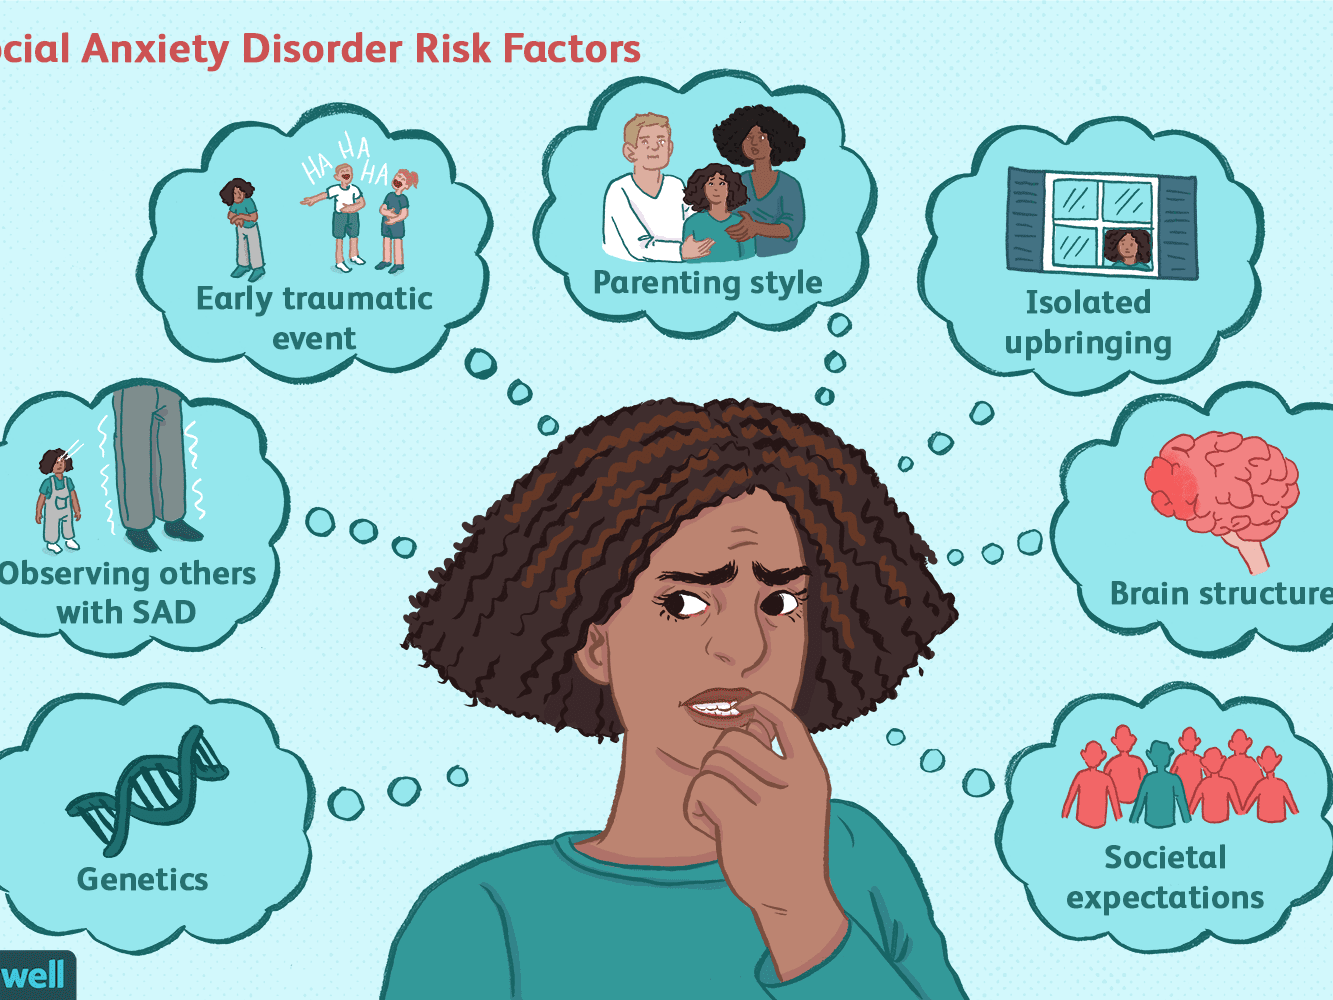 ocial Anxiety Disorder Risk Factors
HA HA HA
Early traumatic
event
Parenting style
Isolated
upbringing
Observing others
with SAD
Brain structure
Genetics
Societal
expectations
well